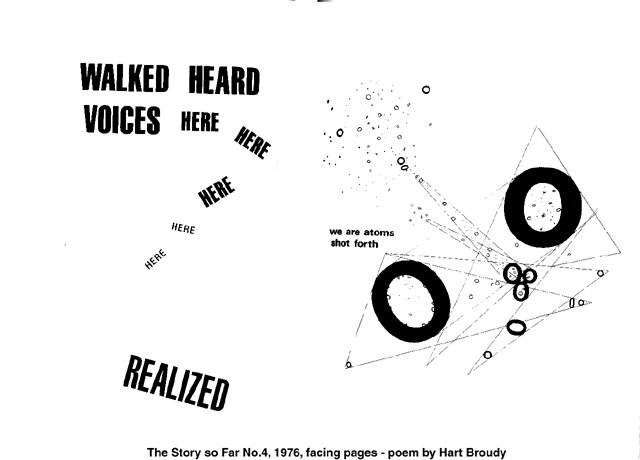 WALKED HEARD
VOICES HERE
HERE
HERE
HERE
HERE
REALIZED
we are atoms
shot forth
The Story so Far No.4, 1976, facing pages - poem by Hart Broudy